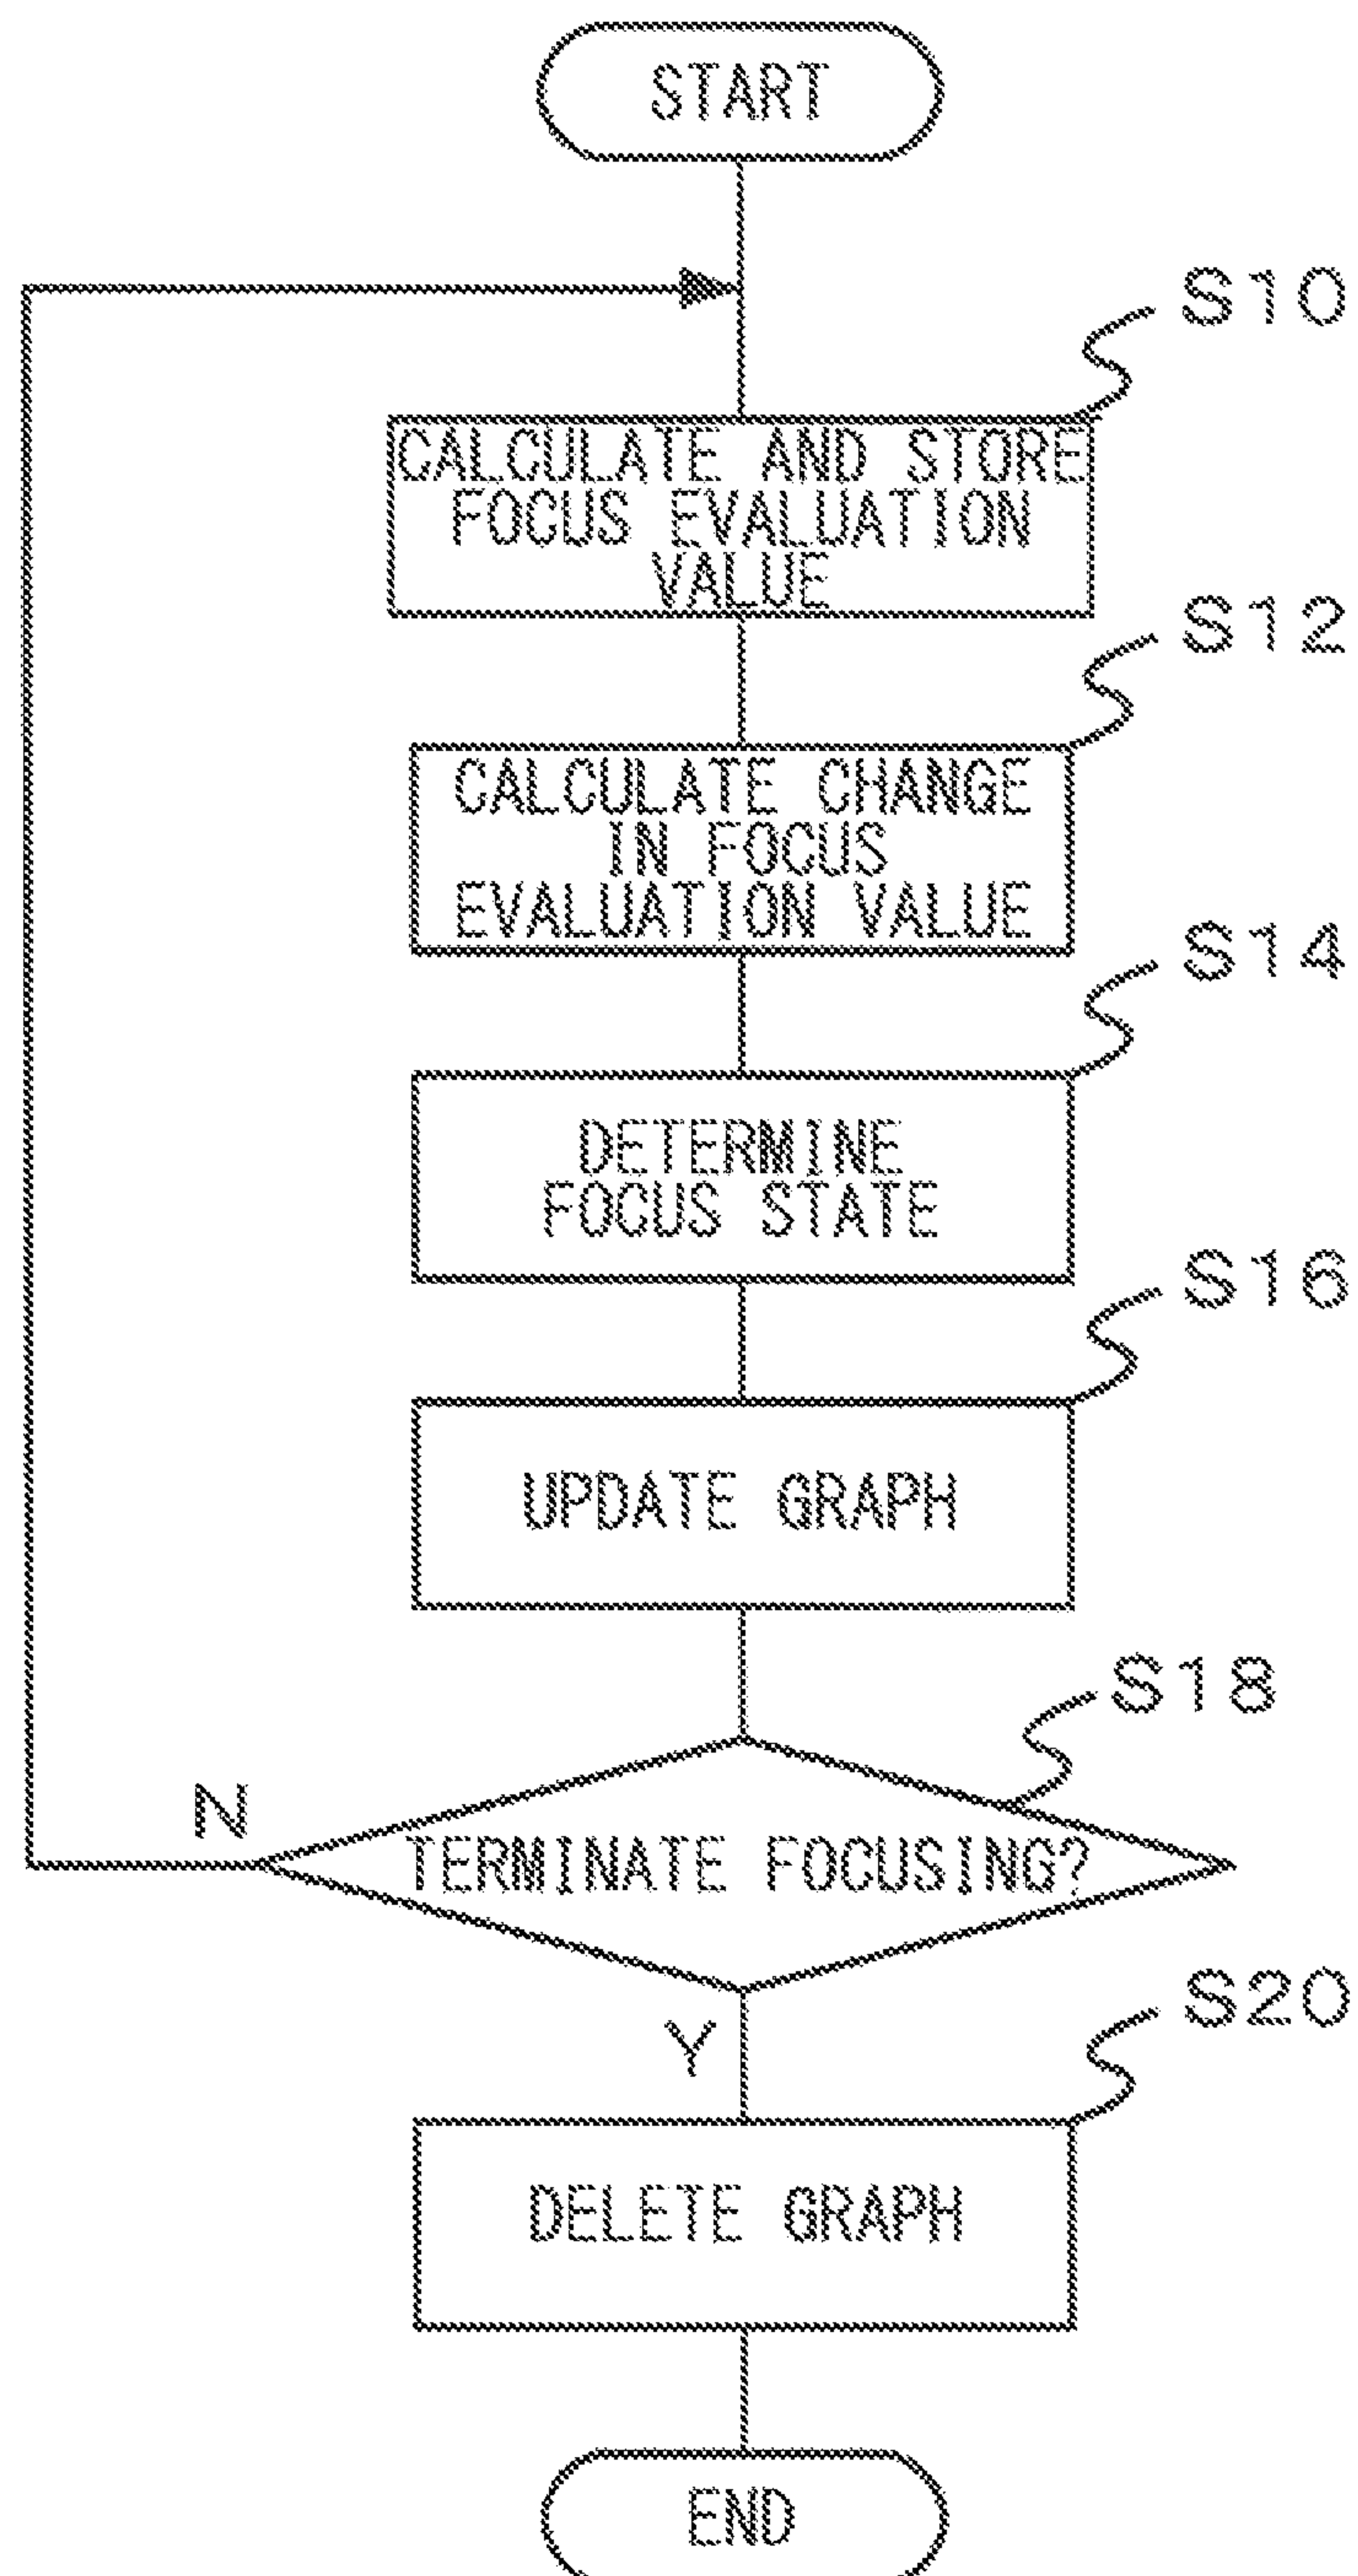 START
S10
CALCULATE AND STORE
FOCUS EVALUATION
VALUE
S12
CALCULATE CHANGE
IN FOCUS
EVALUATION VALUE
S14
DETERMINE
FOCUS STATE
S16
UPDATE GRAPH
S18
N
TERMINATE FOCUSING?
Y
S20
DELETE GRAPH
END